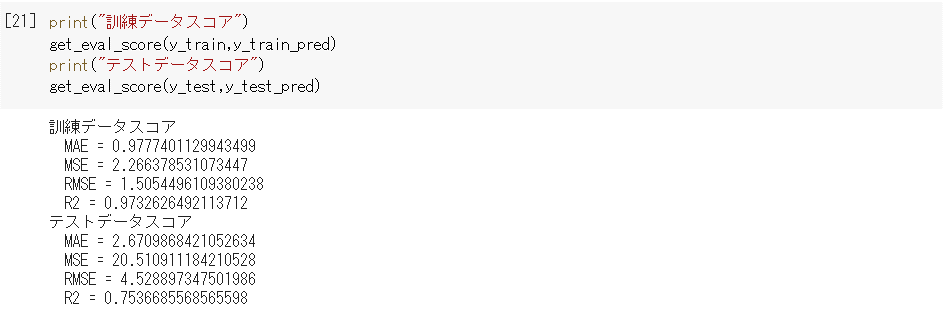 [21] print("訓練データスコア")
get_eval_score(y_train,y_train_pred)
print("テストデータスコア")
get_eval_score(y_test,y_test_pred)
訓練データスコア
MAE = 0.9777401129943499
MSE = 2.266378531073447
RMSE = 1.5054496109380238
R2 = 0.9732626492113712
テストデータスコア
MAE = 2.6709868421052634
MSE = 20.510911184210528
RMSE = 4.528897347501986
R2 = 0.7536685568565598